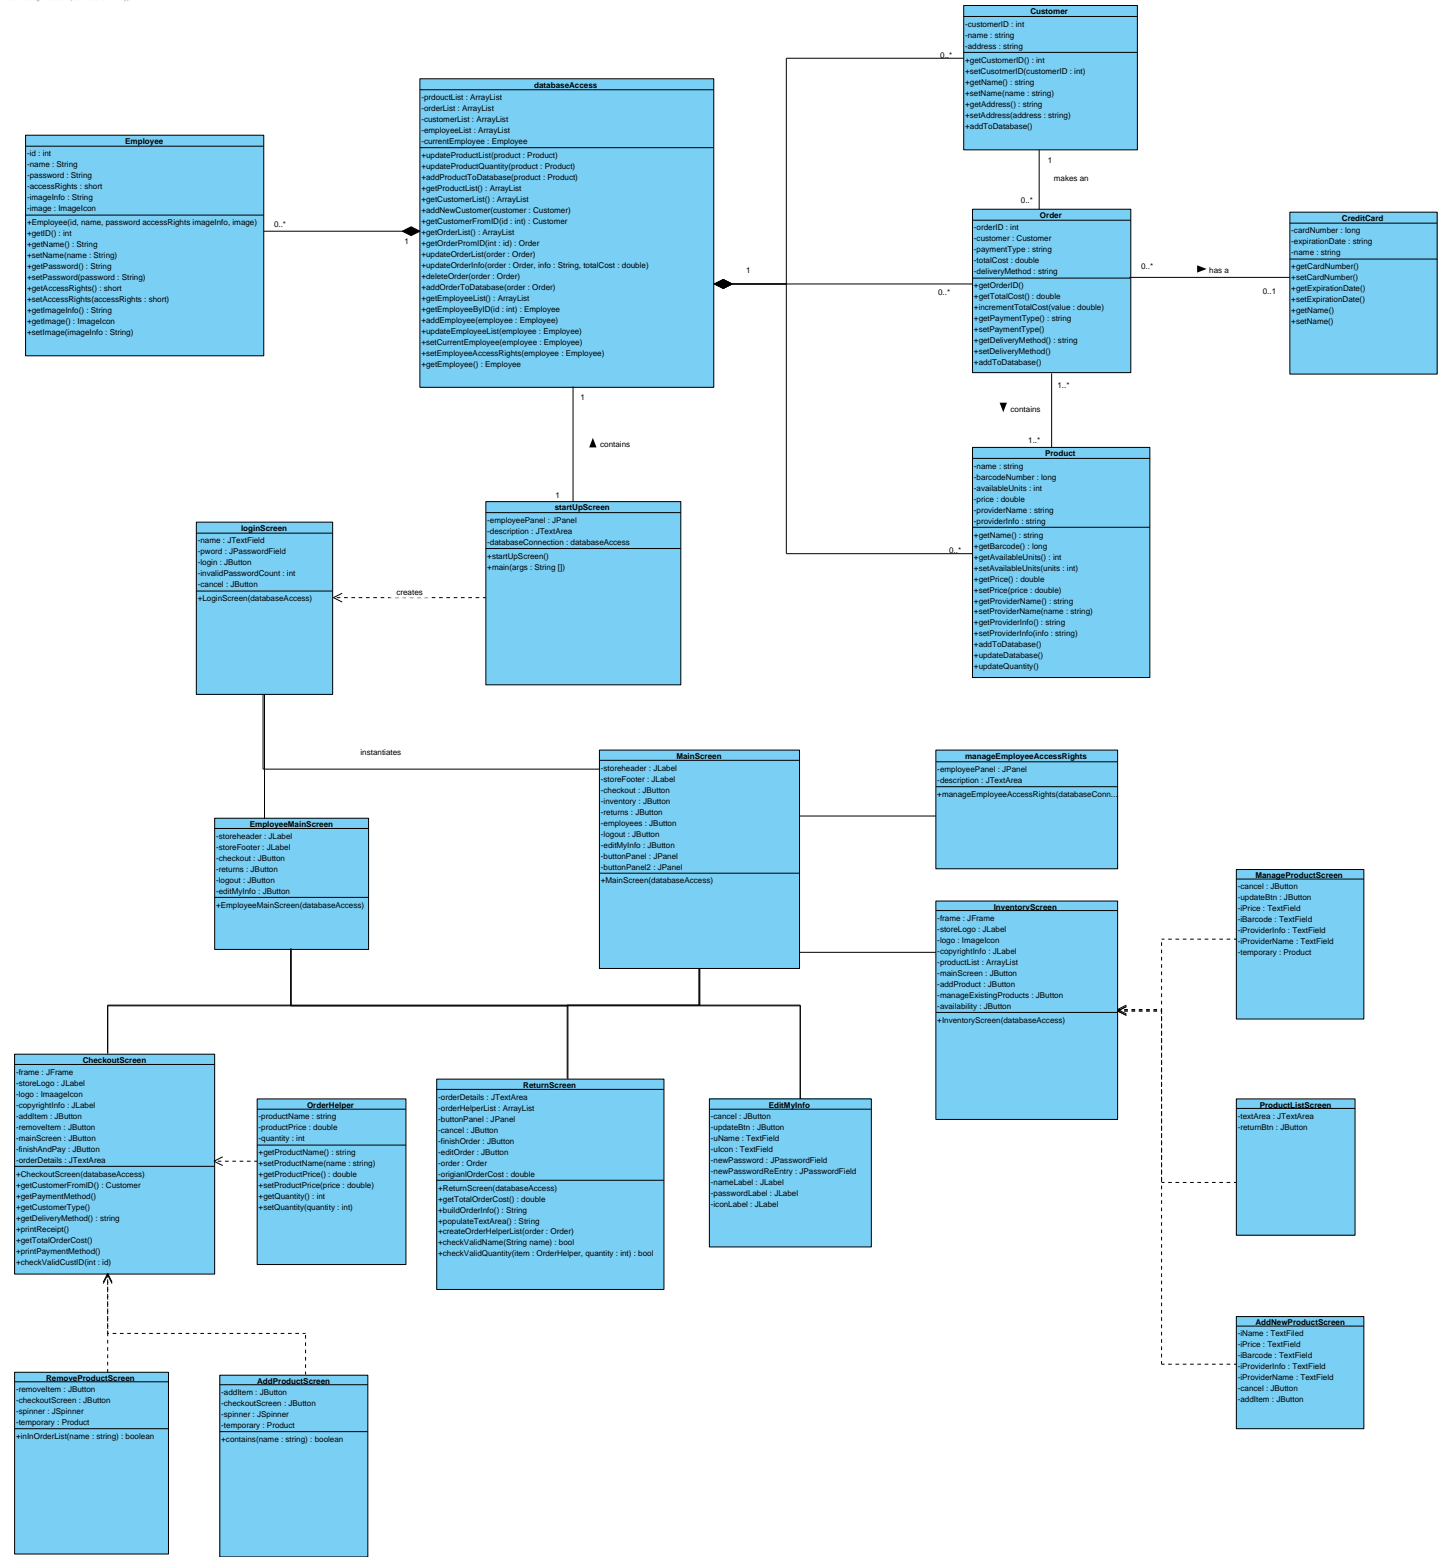 Customer
-customerID : int
-name : string
-address : string
+getCustomerID() : int
+setCusotmerID(customerID : int)
+getName() : string
+setName(name : string)
+getAddress() : string
+setAddress(address : string)
+addToDatabase()
0..*
databaseAccess
-prdouctList : ArrayList
-orderList : ArrayList
-customerList : ArrayList
-employeeList : ArrayList
-currentEmployee : Employee
+updateProductList(product : Product)
+updateProductQuantity(product : Product)
+addProductToDatabase(product : Product)
+getProductList() : ArrayList
+getCustomerList() : ArrayList
+addNewCustomer(customer : Customer)
+getCustomerFromID(id : int) : Customer
+getOrderList() : ArrayList
+getOrderPromID(int : id) : Order
+updateOrderList(order : Order)
+updateOrderInfo(order : Order, info : String, totalCost : double)
+deleteOrder(order : Order)
+addOrderToDatabase(order : Order)
+getEmployeeList() : ArrayList
+getEmployeeByID(id : int) : Employee
+addEmployee(employee : Employee)
+updateEmployeeList(employee : Employee)
+setCurrentEmployee(employee : Employee)
+setEmployeeAccessRights(employee : Employee)
+getEmployee() : Employee
Employee
-id : int
-name : String
-password : String
-accessRights : short
-imageInfo : String
-image : ImageIcon
+Employee(id, name, password accessRights imageInfo, image)
+getID() : int
+getName() : String
+setName(name : String)
+getPassword() : String
+setPassword(password : String)
+getAccessRights() : short
+setAccessRights(accessRights : short)
+getImageInfo() : String
+getImage() : ImageIcon
+setImage(imageInfo : String)
0..*
1
1
makes an
0..*
1
Order
-orderID : int
-customer : Customer
-paymentType : string
-totalCost : double
-deliveryMethod : string
+getOrderID()
+getTotalCost() : double
+incrementTotalCost(value : double)
+getPaymentType() : string
+setPaymentType()
+getDeliveryMethod() : string
+setDeliveryMethod()
+addToDatabase()
0..*
0..*
has a
0..1
CreditCard
-cardNumber : long
-expirationDate : string
-name : string
+getCardNumber()
+setCardNumber()
+getExpirationDate()
+setExpirationDate()
+getName()
+setName()
1..*
contains
1..*
Product
-name : string
-barcodeNumber : long
-availableUnits : int
-price : double
-providerName : string
-providerInfo : string
+getName() : string
+getBarcode() : long
+getAvailableUnits() : int
+setAvailableUnits(units : int)
+getPrice() : double
+setPrice(price : double)
+getProviderName() : string
+setProviderName(name : string)
+getProviderInfo() : string
+setProviderInfo(info : string)
+addToDatabase()
+updateDatabase()
+updateQuantity()
0..*
1
contains
1
startUpScreen
-employeePanel : JPanel
-description : JTextArea
-databaseConnection : databaseAccess
+startUpScreen()
+main(args : String [])
creates
loginScreen
-name : JTextField
-pword : JPasswordField
-login : JButton
-invalidPasswordCount : int
-cancel : JButton
+LoginScreen(databaseAccess)
instantiates
MainScreen
-storeheader : JLabel
-storeFooter : JLabel
-checkout : JButton
-inventory : JButton
-returns : JButton
-employees : JButton
-logout : JButton
-editMyInfo : JButton
-buttonPanel : JPanel
-buttonPanel2 : JPanel
+MainScreen(databaseAccess)
manageEmployeeAccessRights
-employeePanel : JPanel
-description : JTextArea
+manageEmployeeAccessRights(databaseConn...
EmployeeMainScreen
-storeheader : JLabel
-storeFooter : JLabel
-checkout : JButton
-returns : JButton
-logout : JButton
-editMyInfo : JButton
+EmployeeMainScreen(databaseAccess)
InventoryScreen
-frame : JFrame
-storeLogo : JLabel
-logo : ImageIcon
-copyrightInfo : JLabel
-productList : ArrayList
-mainScreen : JButton
-addProduct : JButton
-manageExistingProducts : JButton
-availability : JButton
+InventoryScreen(databaseAccess)
ManageProductScreen
-cancel : JButton
-updateBtn : JButton
-iPrice : TextField
-iBarcode : TextField
-iProviderInfo : TextField
-iProviderName : TextField
-temporary : Product
CheckoutScreen
-frame : JFrame
-storeLogo : JLabel
-logo : ImaageIcon
-copyrightInfo : JLabel
-addItem : JButton
-removeItem : JButton
-mainScreen : JButton
-finishAndPay : JButton
-orderDetails : JTextArea
+CheckoutScreen(databaseAccess)
+getCustomerFromID() : Customer
+getPaymentMethod()
+getCustomerType()
+getDeliveryMethod() : string
+printReceipt()
+getTotalOrderCost()
+printPaymentMethod()
+checkValidCustID(int : id)
OrderHelper
-productName : string
-productPrice : double
-quantity : int
+getProductName() : string
+setProductName(name : string)
+getProductPrice() : double
+setProductPrice(price : double)
+getQuantity() : int
+setQuantity(quantity : int)
ReturnScreen
-orderDetails : JTextArea
-orderHelperList : ArrayList
-buttonPanel : JPanel
-cancel : JButton
-finishOrder : JButton
-editOrder : JButton
-order : Order
-origianlOrderCost : double
+ReturnScreen(databaseAccess)
+getTotalOrderCost() : double
+buildOrderInfo() : String
+populateTextArea() : String
+createOrderHelperList(order : Order)
+checkValidName(String name) : bool
+checkValidQuantity(item : OrderHelper, quantity : int) : bool
EditMyInfo
-cancel : JButton
-updateBtn : JButton
-uName : TextField
-uIcon : TextField
-newPassword : JPasswordField
-newPasswordReEntry : JPasswordField
-nameLabel : JLabel
-passwordLabel : JLabel
-iconLabel : JLabel
ProductListScreen
-textArea : JTextArea
-returnBtn : JButton
AddNewProductScreen
-iName : TextFiled
-iPrice : TextField
-iBarcode : TextField
-iProviderInfo : TextField
-iProviderName : TextField
-cancel : JButton
-addItem : JButton
RemoveProductScreen
-removeItem : JButton
-checkoutScreen : JButton
-spinner : JSpinner
-temporary : Product
+inInOrderList(name : string) : boolean
AddProductScreen
-addItem : JButton
-checkoutScreen : JButton
-spinner : JSpinner
-temporary : Product
+contains(name : string) : boolean